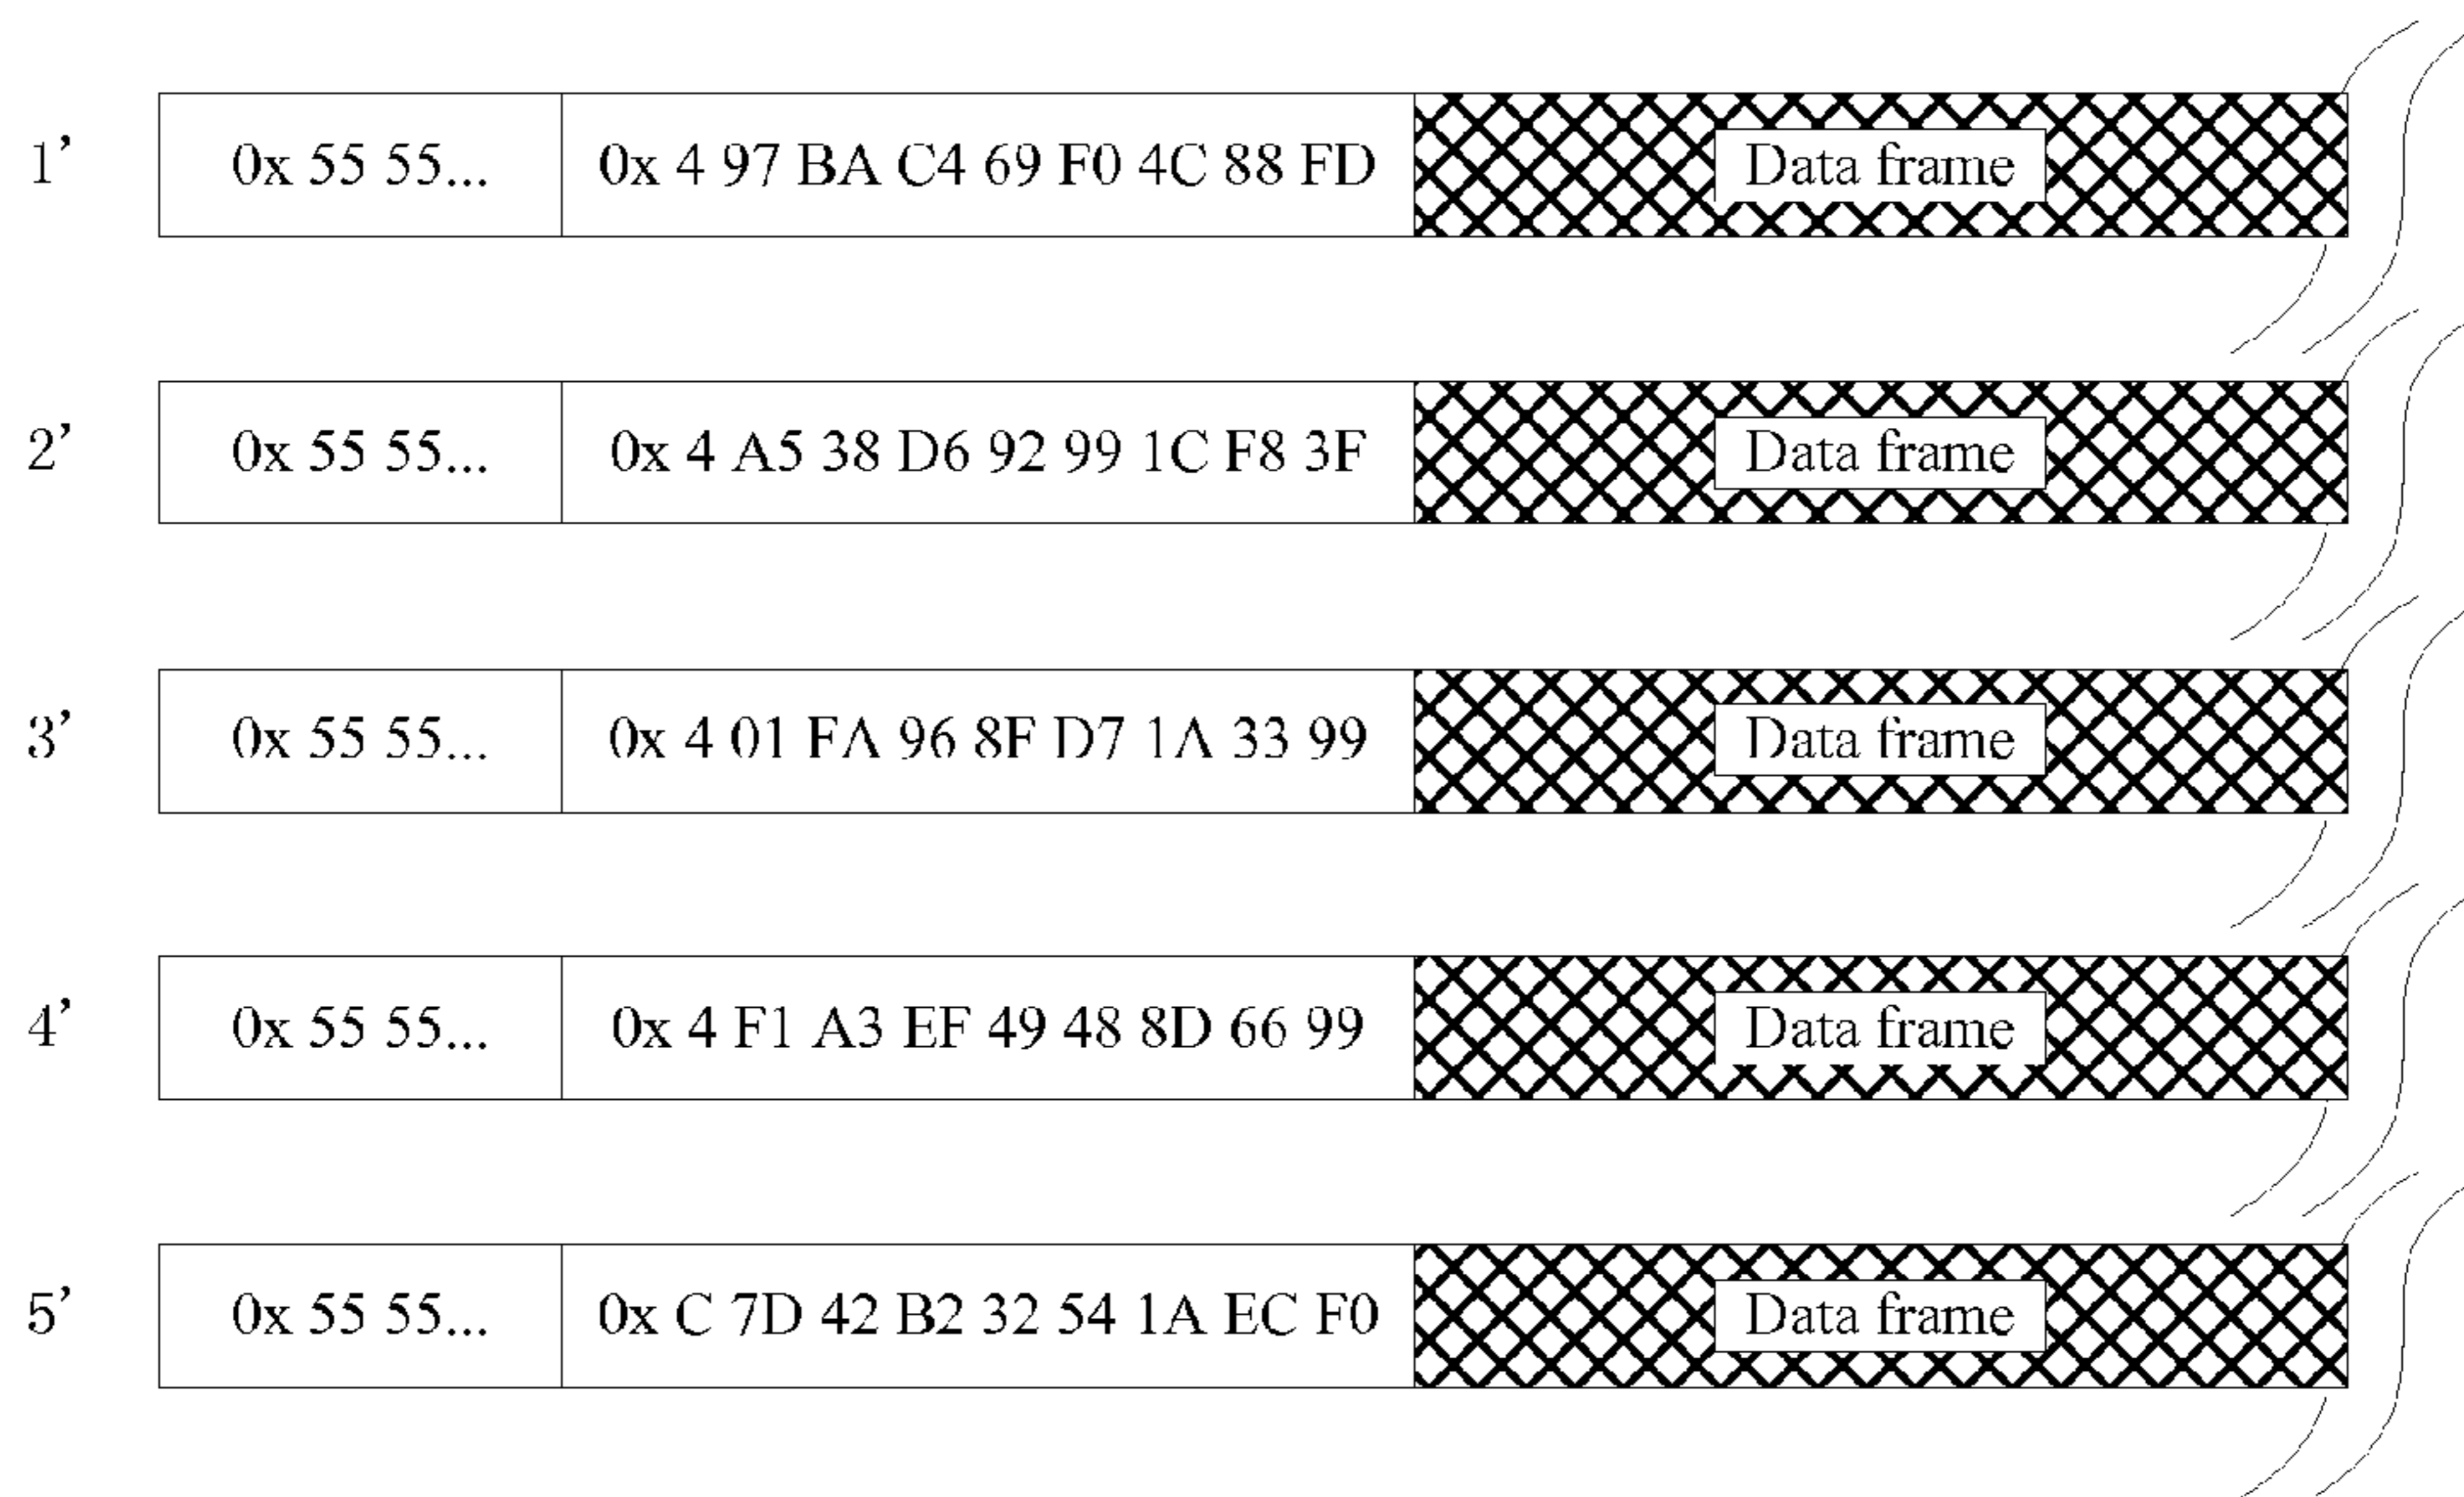 1’ 0x 55 55... 0x 4 97 BA C4 69 F0 4C 88 FD Data frame
2’ 0x 55 55... 0x 4 A5 38 D6 92 99 1C F8 3F Data frame
3’ 0x 55 55... 0x 4 01 FA 96 8F D7 1A 33 99 Data frame
4’ 0x 55 55... 0x 4 F1 A3 EF 49 48 8D 66 99 Data frame
5’ 0x 55 55... 0x C 7D 42 B2 32 54 1A EC F0 Data frame